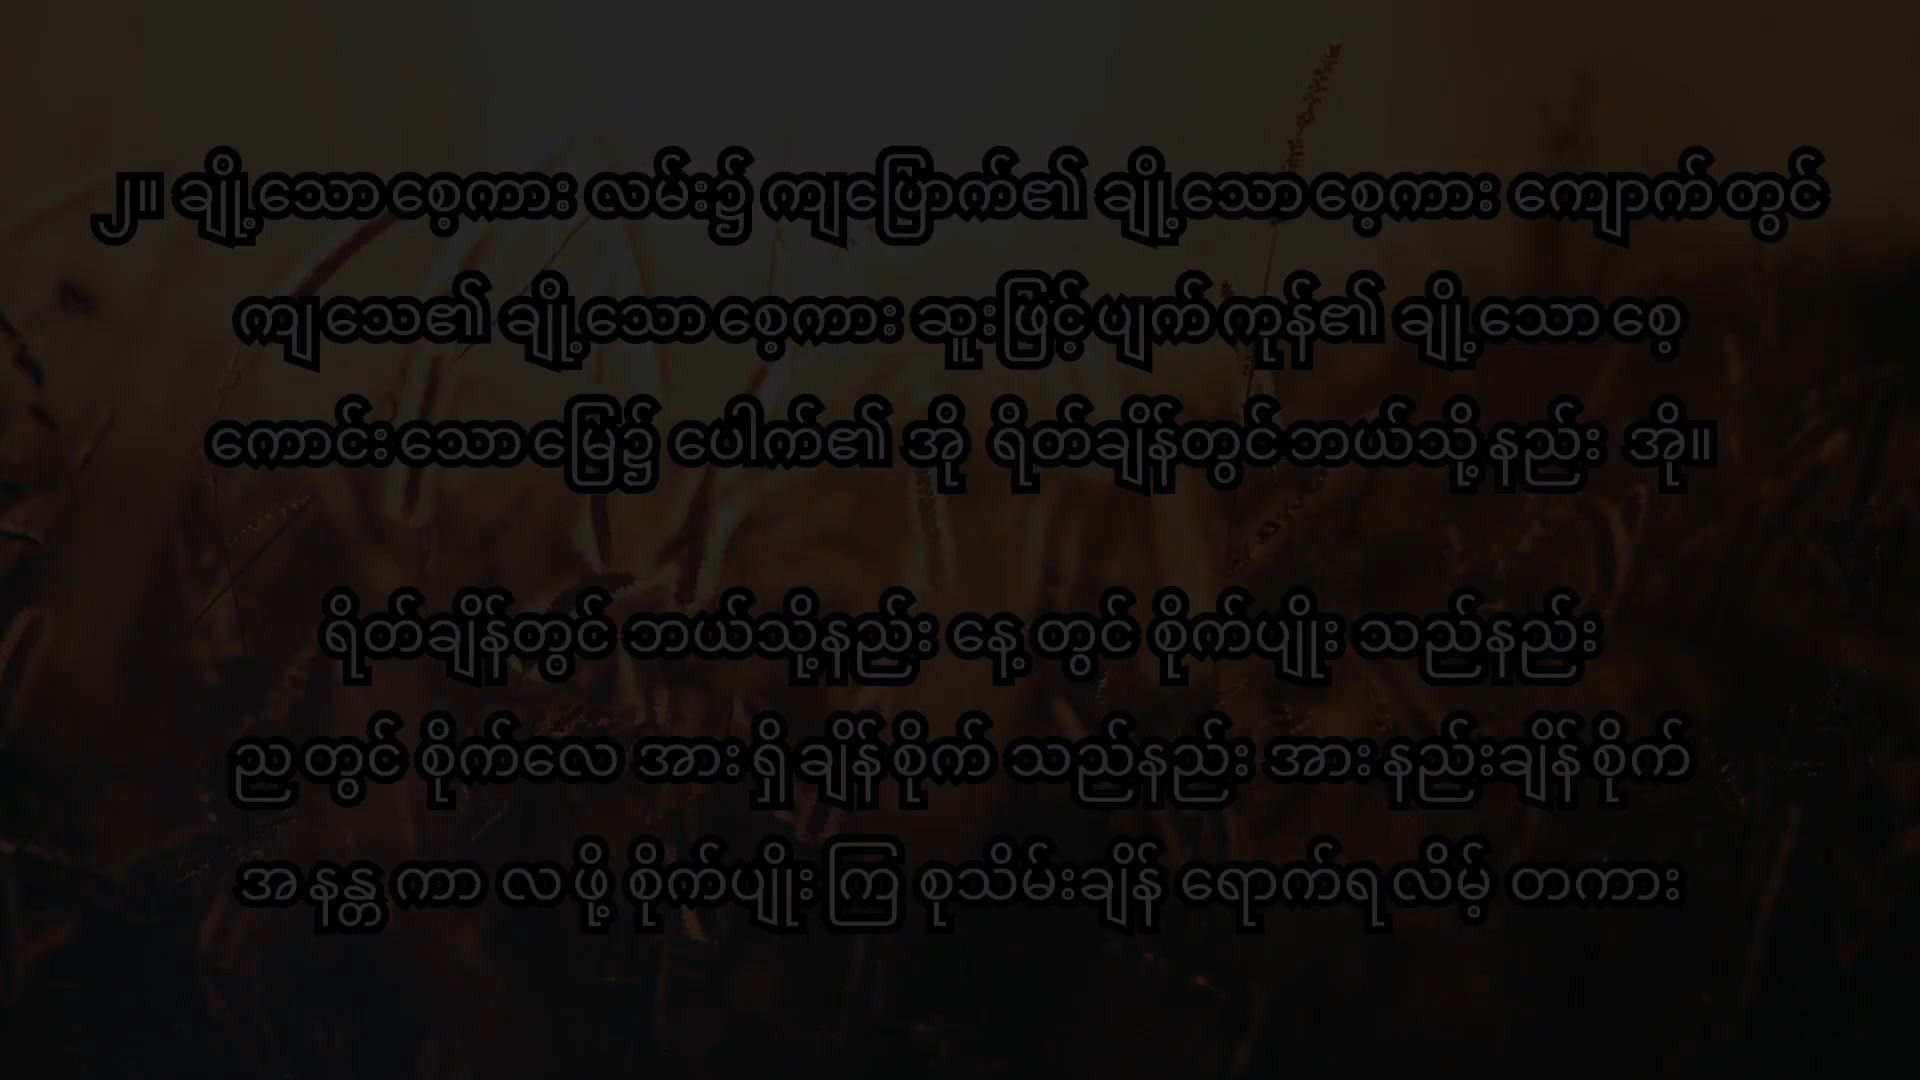 ၂။ ချို့သောစေ့ကား လမ်း၌ ကျပြောက်၏ ချို့သောစေ့ကား ကျောက်တွင်
ကျသေ၏ ချို့သောစေ့ကား ဆူးဖြင့်ပျက်ကုန်၏ ချို့သောစေ့
ကောင်းသောမြေ၌ ပေါက်၏ အို ရိတ်ချိန်တွင်ဘယ်သို့နည်း အို။
ရိတ်ချိန်တွင် ဘယ်သို့နည်း နေ့တွင် စိုက်ပျိုး သည်နည်း
ညတွင် စိုက်လေ အားရှိချိန်စိုက် သည်နည်း အားနည်းချိန်စိုက်
အနန္တကာ လဖို့ စိုက်ပျိုးကြ စုသိမ်းချိန် ရောက်ရလိမ့် တကား